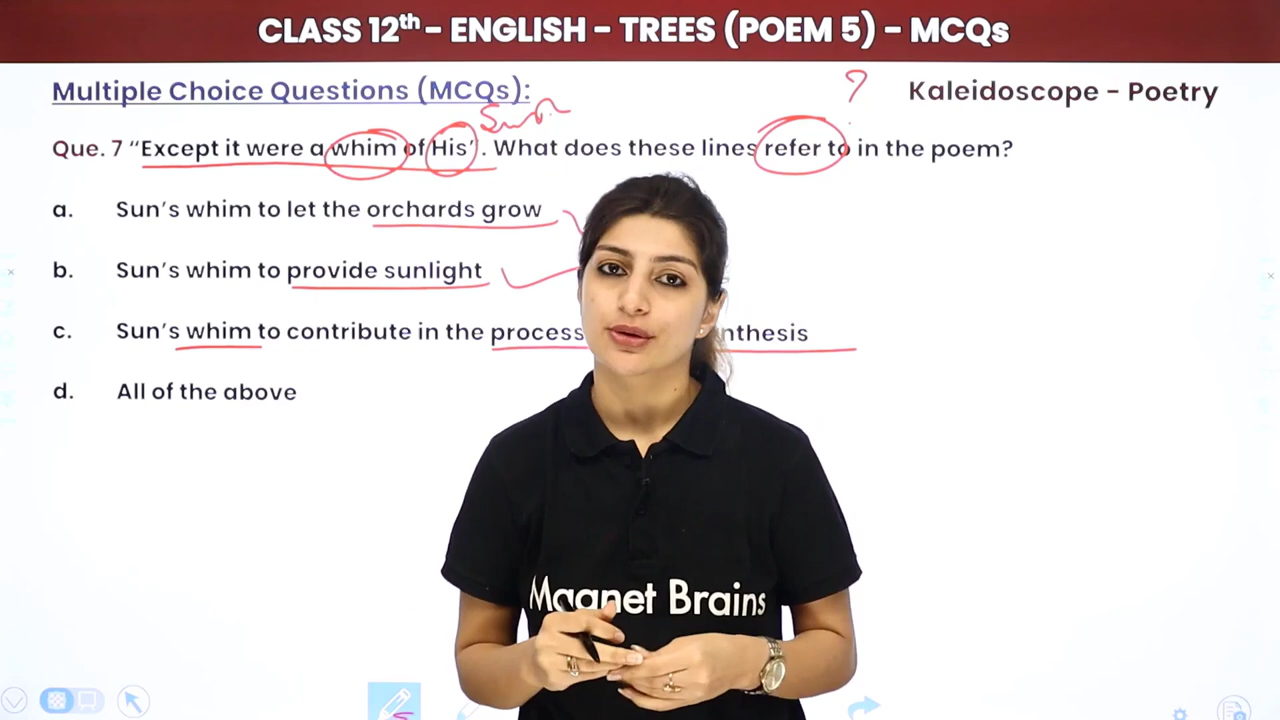 CLASS 12th – ENGLISH – TREES (POEM 5) – MCQs
Multiple Choice Questions (MCQs):
Kaleidoscope – Poetry
?
Sun
Que. 7 “Except it were a whim of His’. What does these lines refer to in the poem?
a. Sun’s whim to let the orchards grow
b. Sun’s whim to provide sunlight
c. Sun’s whim to contribute in the process nthesis
d. All of the above
Magnet Brains